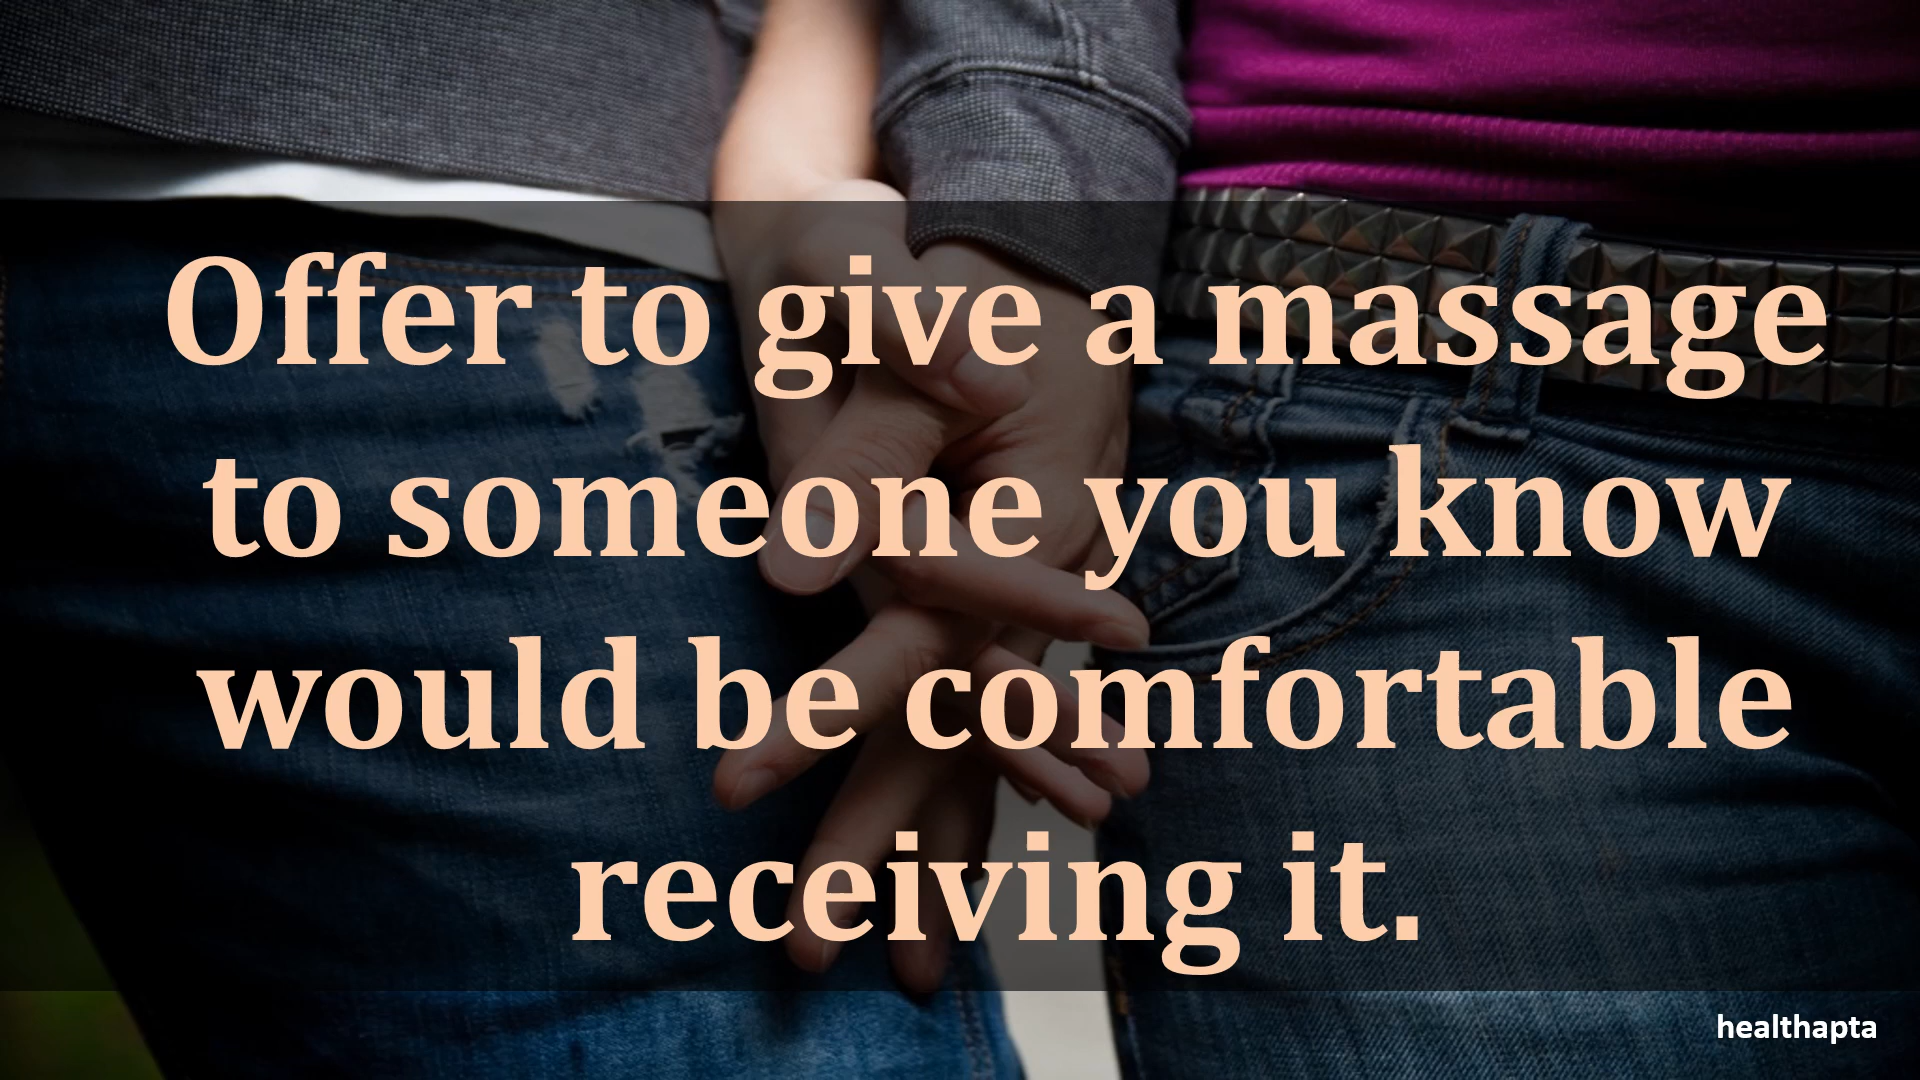 Offer to give a massage
to someone you know
would be comfortable
receiving it.
healthapta